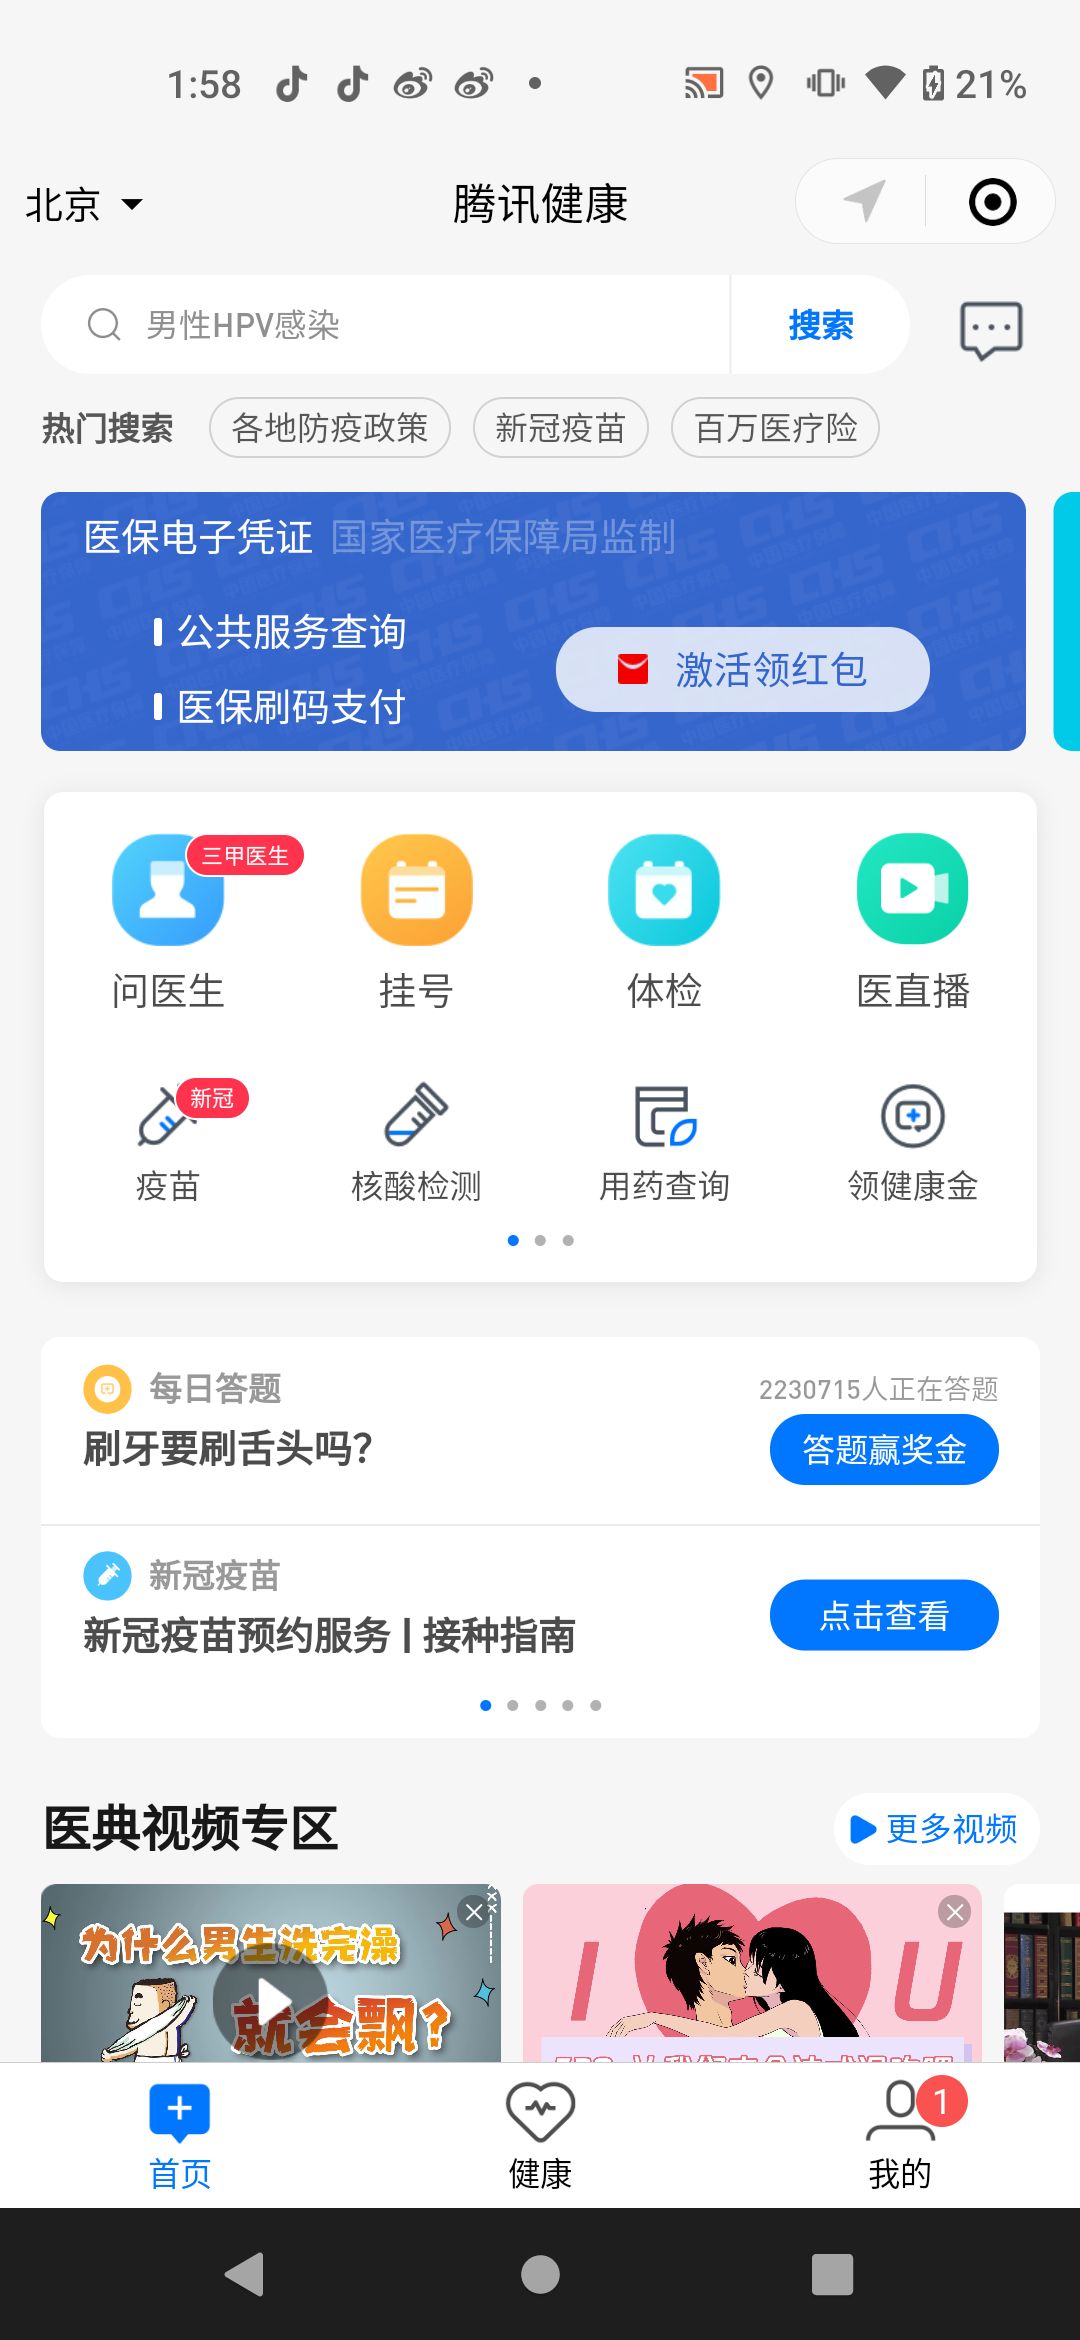 1:58
21%
北京
腾讯健康
男性HPV感染
搜索
热门搜索
各地防疫政策
新冠疫苗
百万医疗险
医保电子凭证 国家医疗保障局监制
公共服务查询
医保刷码支付
激活领红包
三甲医生
问医生
挂号
体检
医直播
新冠
疫苗
核酸检测
用药查询
领健康金
每日答题
2230715人正在答题
刷牙要刷舌头吗?
答题赢奖金
新冠疫苗
新冠疫苗预约服务 | 接种指南
点击查看
医典视频专区
更多视频
为什么男生洗完澡
就会飘?
I U
首页
健康
1
我的